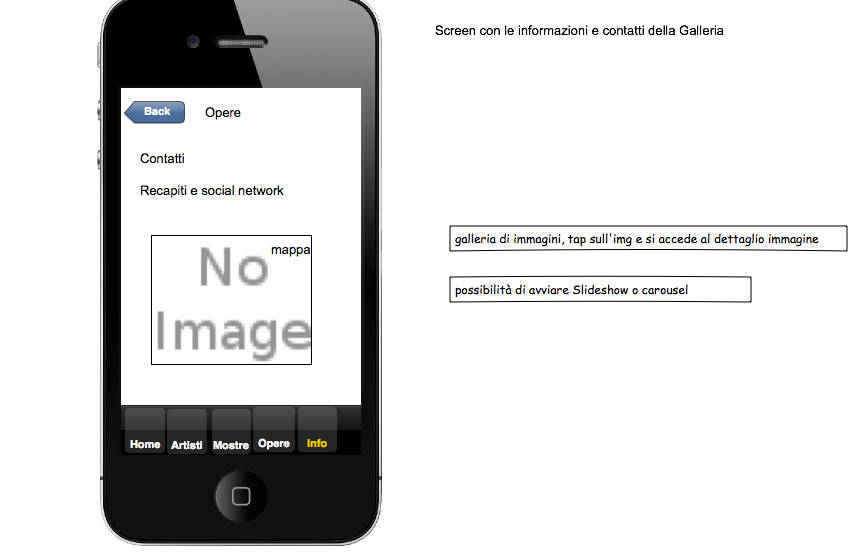 Screen con le informazioni e contatti della Galleria
Back
Opere
Contatti
Recapiti e social network
mappa
No
Image
galleria di immagini, tap sull'img e si accede al dettaglio immagine
possibilità di avviare Slideshow o carousel
Home Artisti Mostre Opere Info